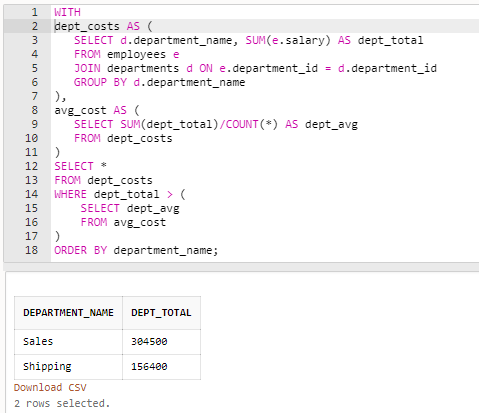 1 WITH
2 dept_costs AS (
3 SELECT d.department_name, SUM(e.salary) AS dept_total
4 FROM employees e
5 JOIN departments d ON e.department_id = d.department_id
6 GROUP BY d.department_name
7 ),
8 avg_cost AS (
9 SELECT SUM(dept_total)/COUNT(*) AS dept_avg
10 FROM dept_costs
11 )
12 SELECT *
13 FROM dept_costs
14 WHERE dept_total > (
15 SELECT dept_avg
16 FROM avg_cost
17 )
18 ORDER BY department_name;
DEPARTMENT_NAME DEPT_TOTAL
Sales 304500
Shipping 156400
Download CSV
2 rows selected.